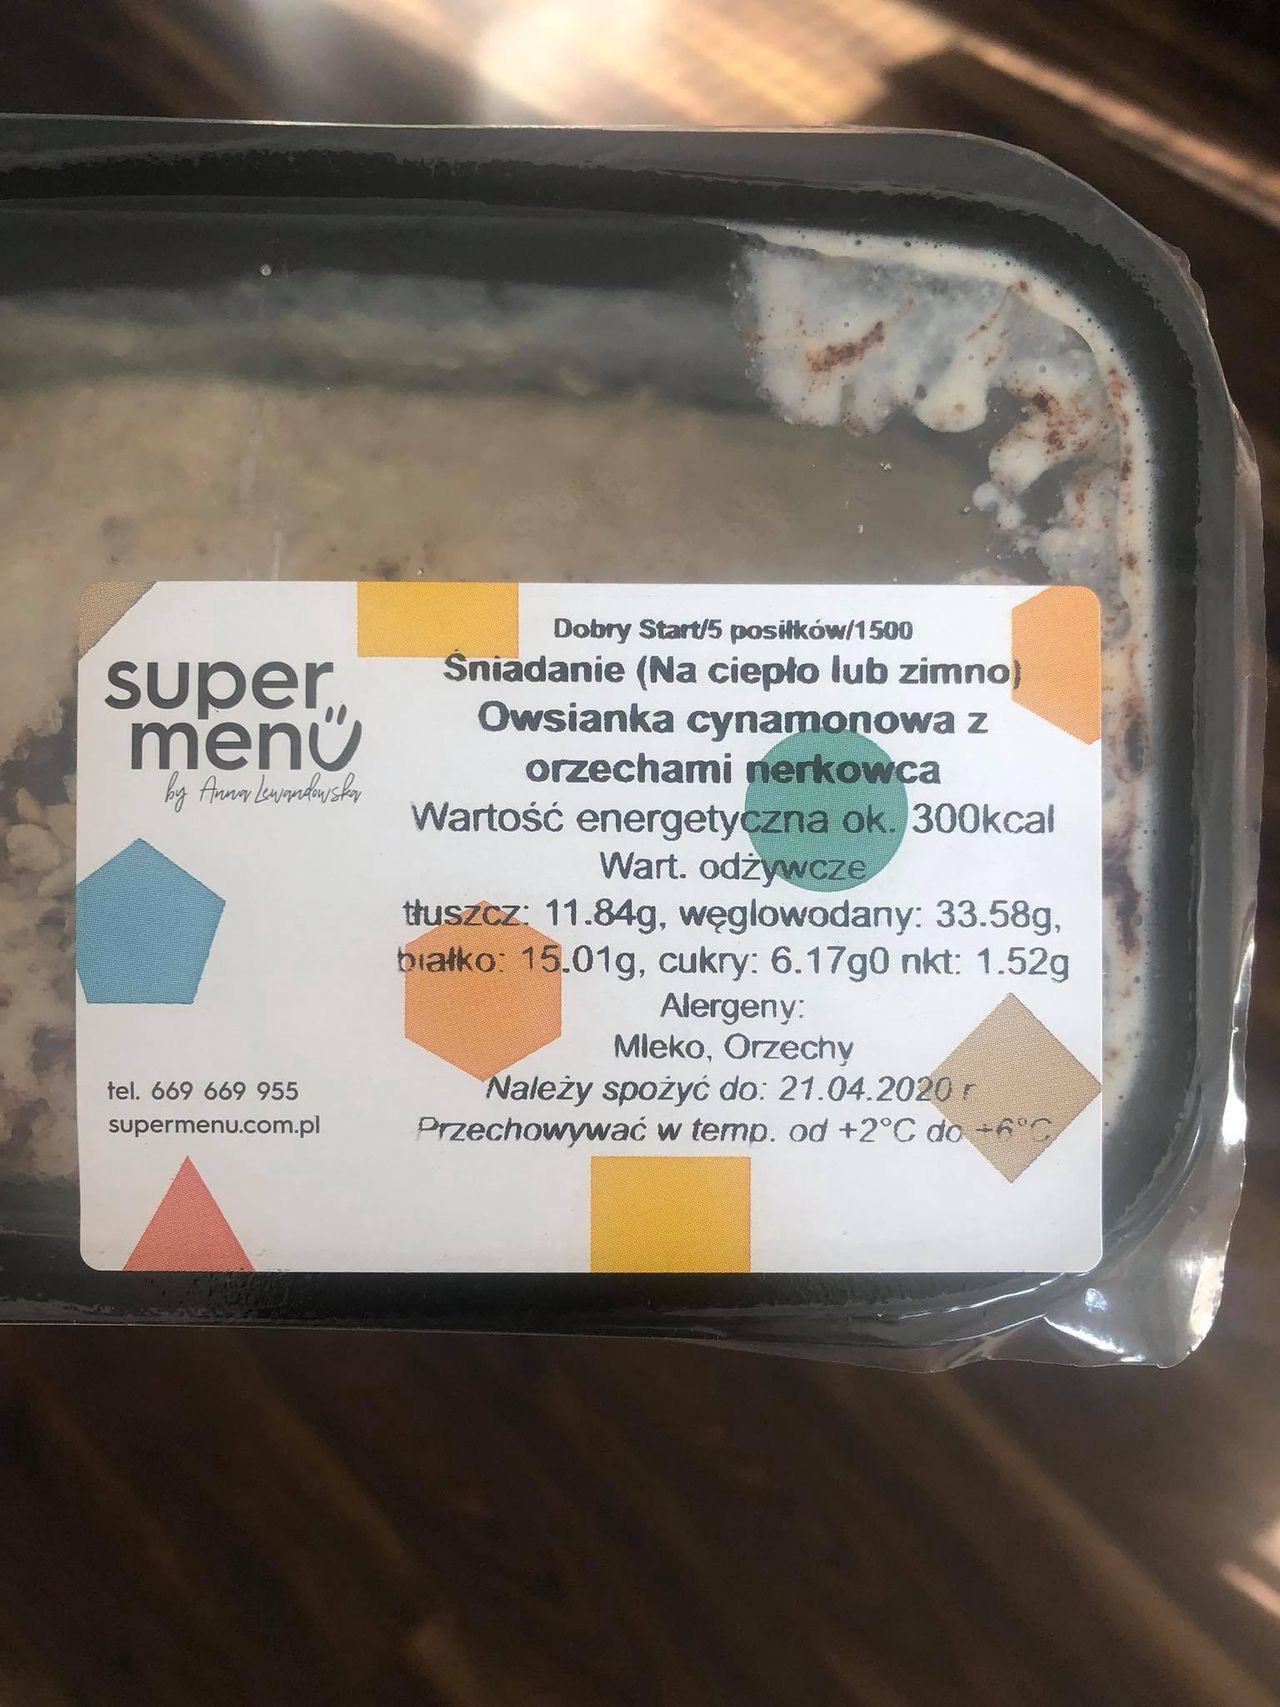 super
menü
by Anna Lewandowska
Dobry Start/5 posiłków/1500
Śniadanie (Na ciepło lub zimno)
Owsianka cynamonowa z
orzechami nerkowca
Wartość energetyczna ok. 300kcal
Wart. odżywcze
tłuszcz: 11.84g, węglowodany: 33.58g,
białko: 15.01g, cukry: 6.17g0 nkt: 1.52g
Alergeny:
Mleko, Orzechy
Należy spożyć do: 21.04.2020 r
Przechowywać w temp. od +2°C do +6°C
tel. 669 669 955
supermenu.com.pl